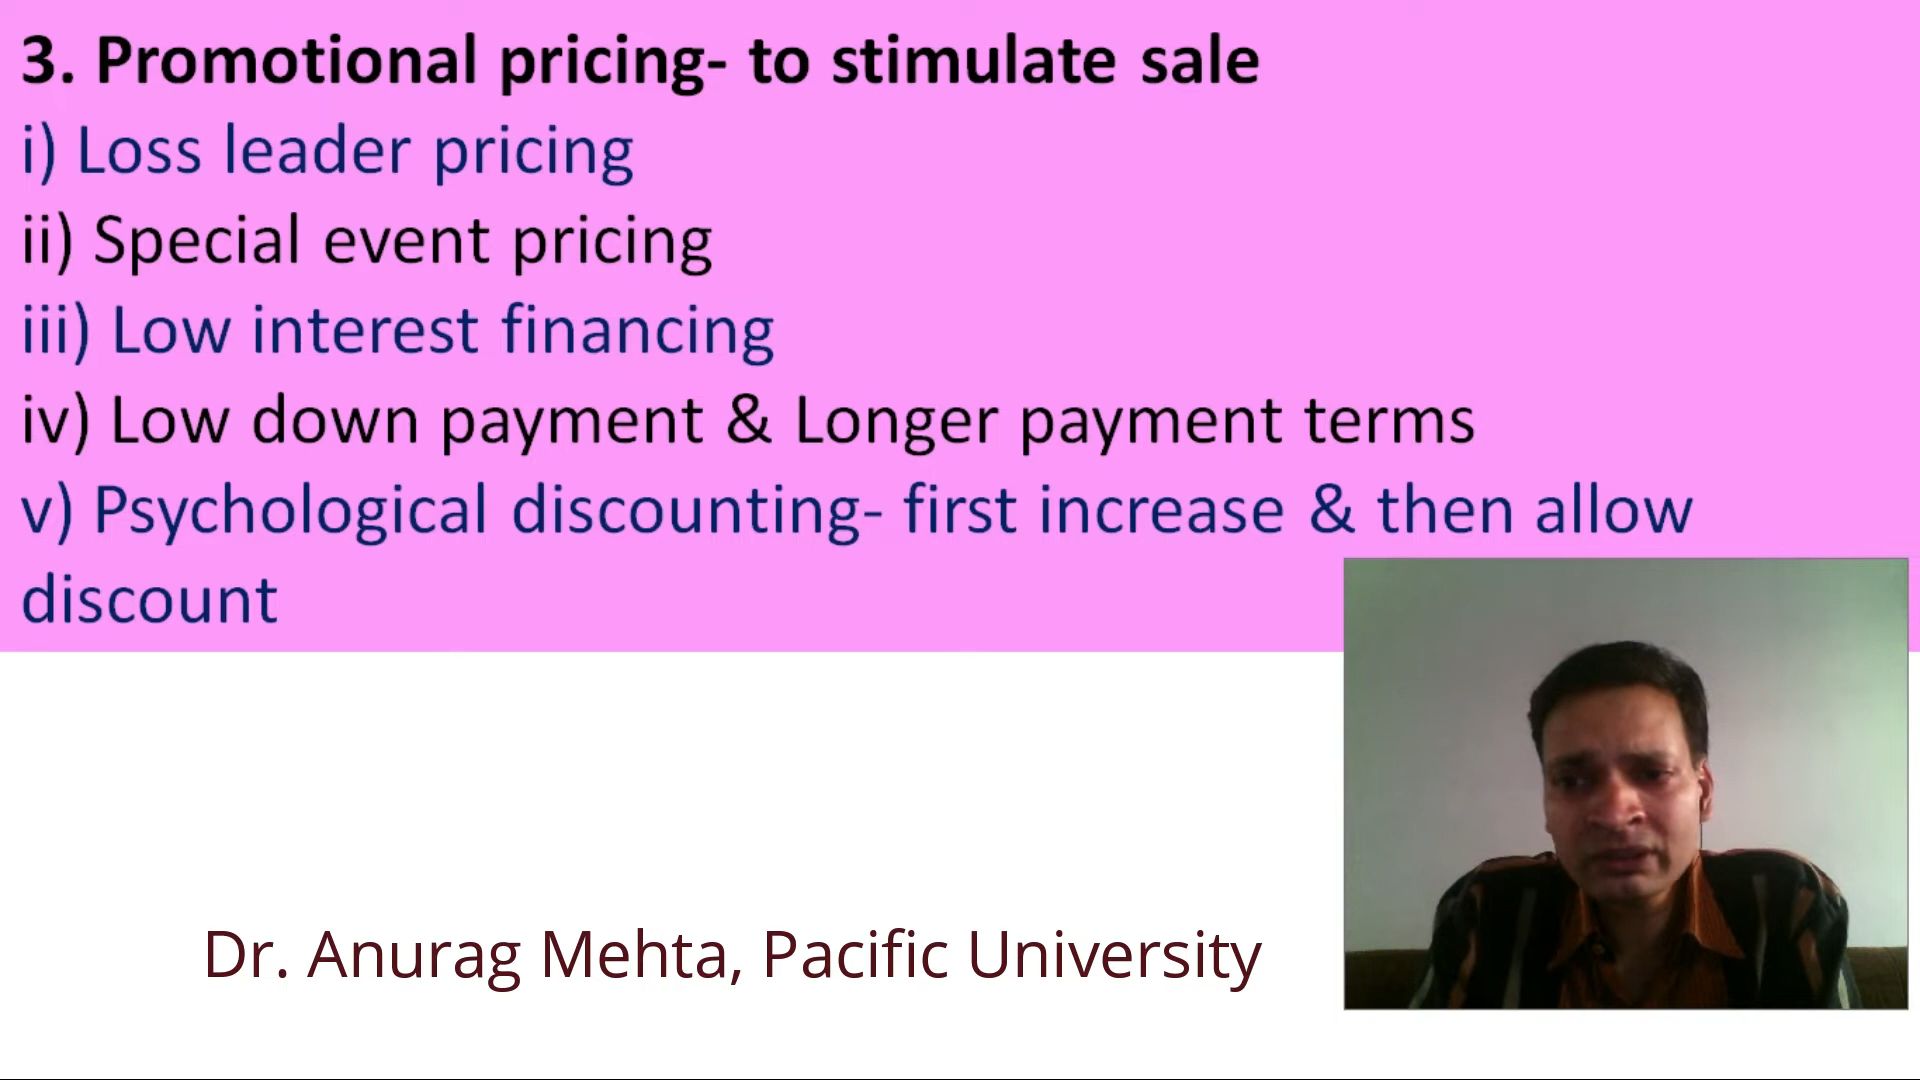 3. Promotional pricing- to stimulate sale
i) Loss leader pricing
ii) Special event pricing
iii) Low interest financing
iv) Low down payment & Longer payment terms
v) Psychological discounting- first increase & then allow
discount
Dr. Anurag Mehta, Pacific University